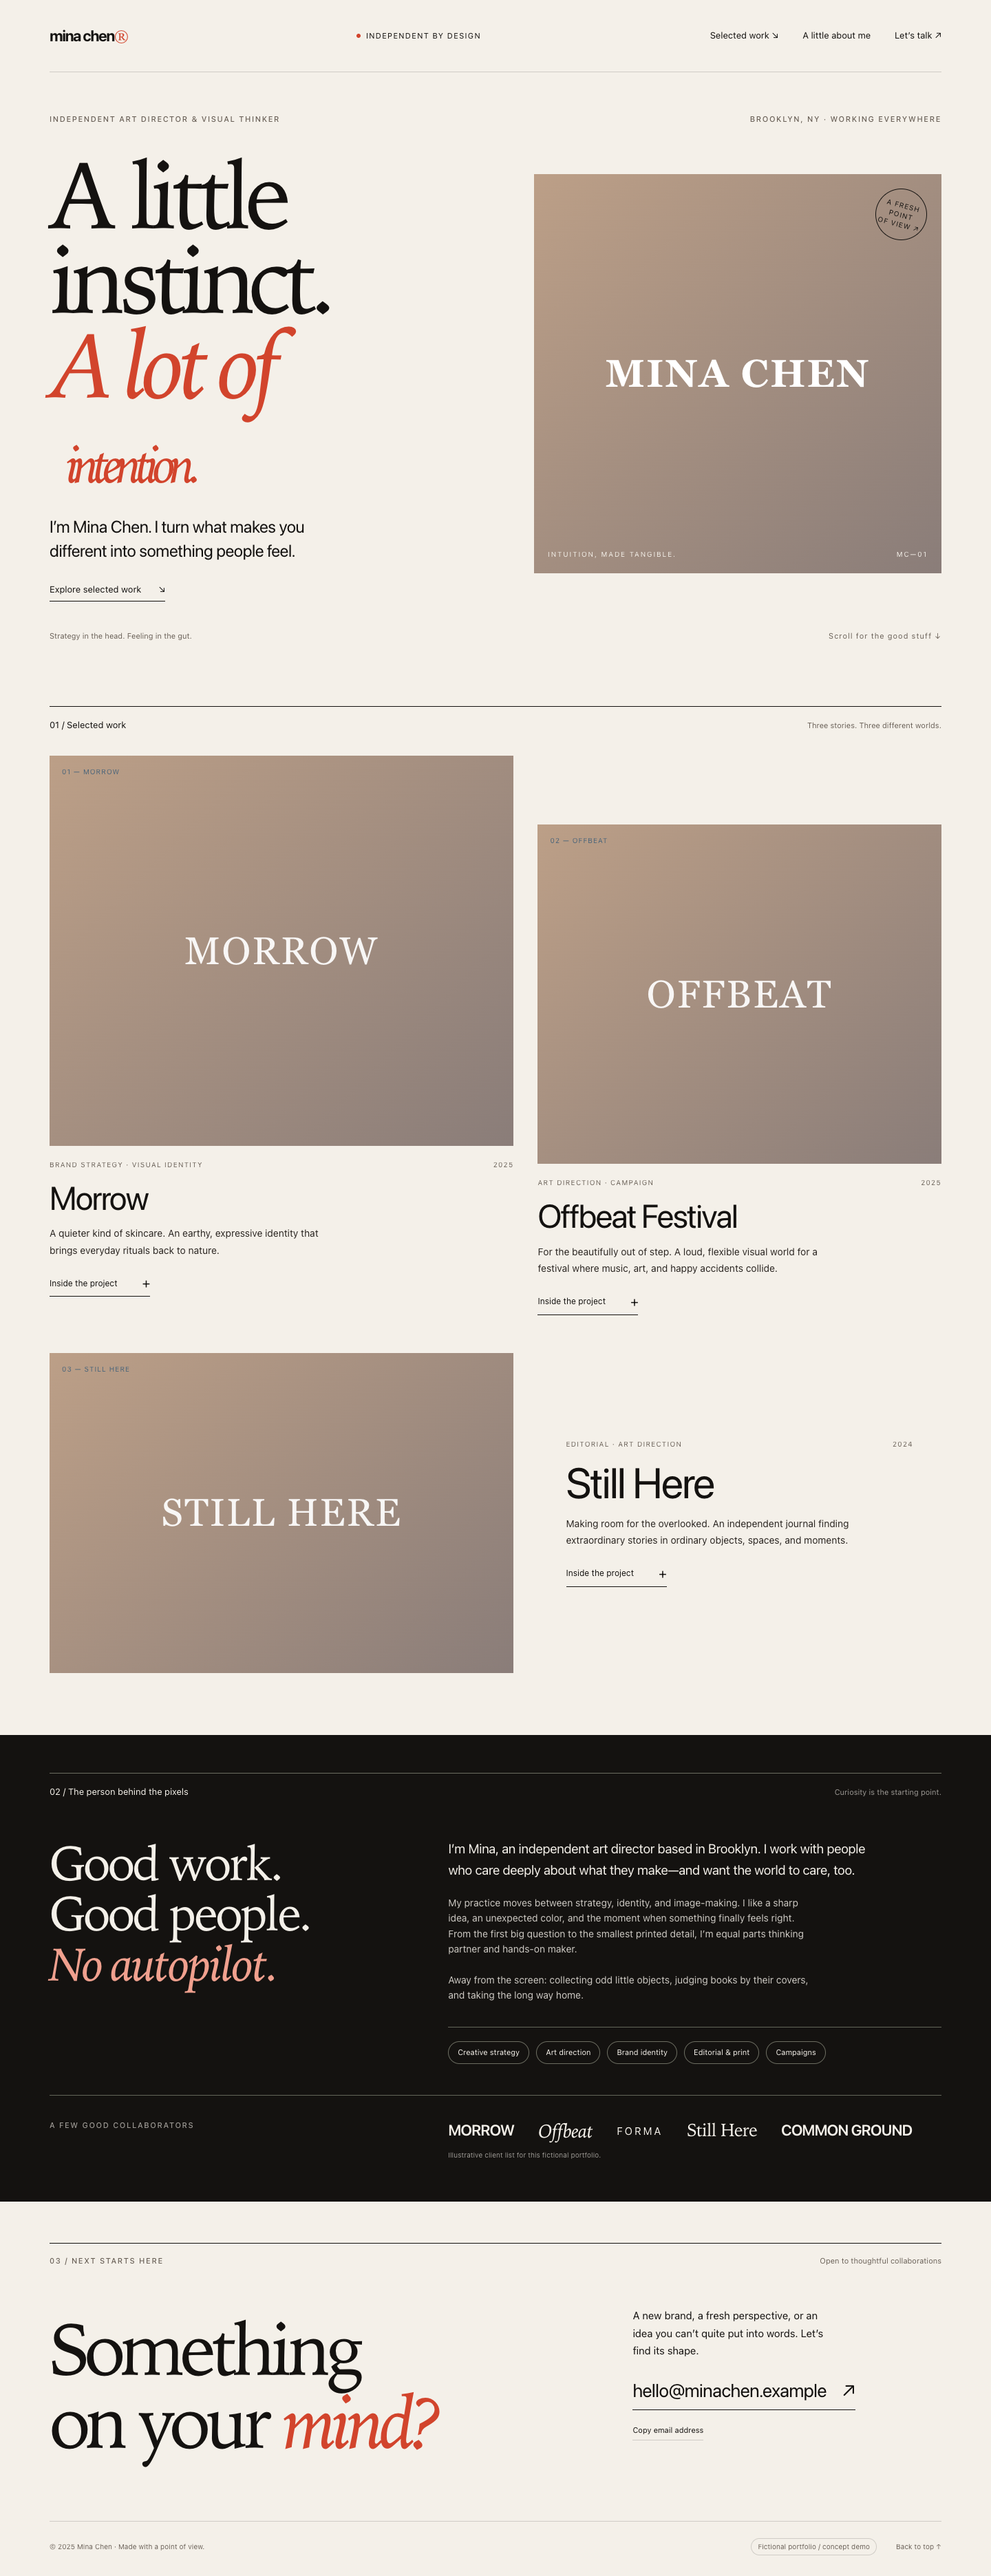 mina chen®
INDEPENDENT BY DESIGN
Selected work ↘
A little about me
Let's talk ↗
INDEPENDENT ART DIRECTOR & VISUAL THINKER
BROOKLYN, NY · WORKING EVERYWHERE
A little
instinct.
A lot of
intention.
I'm Mina Chen. I turn what makes you
different into something people feel.
Explore selected work ↘
A FRESH
POINT
OF VIEW ↗
MINA CHEN
INTUITION, MADE TANGIBLE.
MC—01
Strategy in the head. Feeling in the gut.
Scroll for the good stuff ↓
01 / Selected work
Three stories. Three different worlds.
01 — MORROW
MORROW
BRAND STRATEGY · VISUAL IDENTITY
2025
Morrow
A quieter kind of skincare. An earthy, expressive identity that
brings everyday rituals back to nature.
Inside the project +
02 — OFFBEAT
OFFBEAT
ART DIRECTION · CAMPAIGN
2025
Offbeat Festival
For the beautifully out of step. A loud, flexible visual world for a
festival where music, art, and happy accidents collide.
Inside the project +
03 — STILL HERE
STILL HERE
EDITORIAL · ART DIRECTION
2024
Still Here
Making room for the overlooked. An independent journal finding
extraordinary stories in ordinary objects, spaces, and moments.
Inside the project +
02 / The person behind the pixels
Curiosity is the starting point.
Good work.
Good people.
No autopilot.
I'm Mina, an independent art director based in Brooklyn. I work with people
who care deeply about what they make—and want the world to care, too.
My practice moves between strategy, identity, and image-making. I like a sharp
idea, an unexpected color, and the moment when something finally feels right.
From the first big question to the smallest printed detail, I'm equal parts thinking
partner and hands-on maker.
Away from the screen: collecting odd little objects, judging books by their covers,
and taking the long way home.
Creative strategy
Art direction
Brand identity
Editorial & print
Campaigns
A FEW GOOD COLLABORATORS
MORROW
Offbeat
FORMA
Still Here
COMMON GROUND
Illustrative client list for this fictional portfolio.
03 / NEXT STARTS HERE
Open to thoughtful collaborations
Something
on your mind?
A new brand, a fresh perspective, or an
idea you can't quite put into words. Let's
find its shape.
hello@minachen.example ↗
Copy email address
© 2025 Mina Chen · Made with a point of view.
Fictional portfolio / concept demo
Back to top ↑